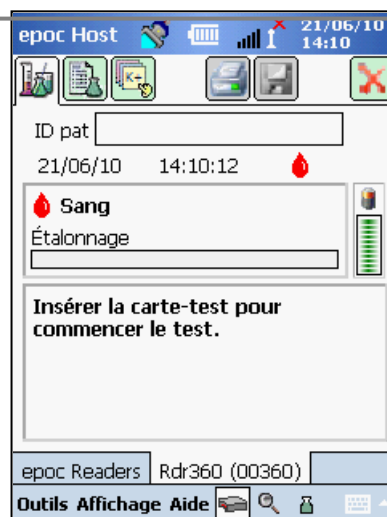 epoc Host 21/06/10
14:10
K+
ID pat
21/06/10 14:10:12
Sang
Étalonnage
Insérer la carte-test pour
commencer le test.
epoc Readers Rdr360 (00360)
Outils Affichage Aide